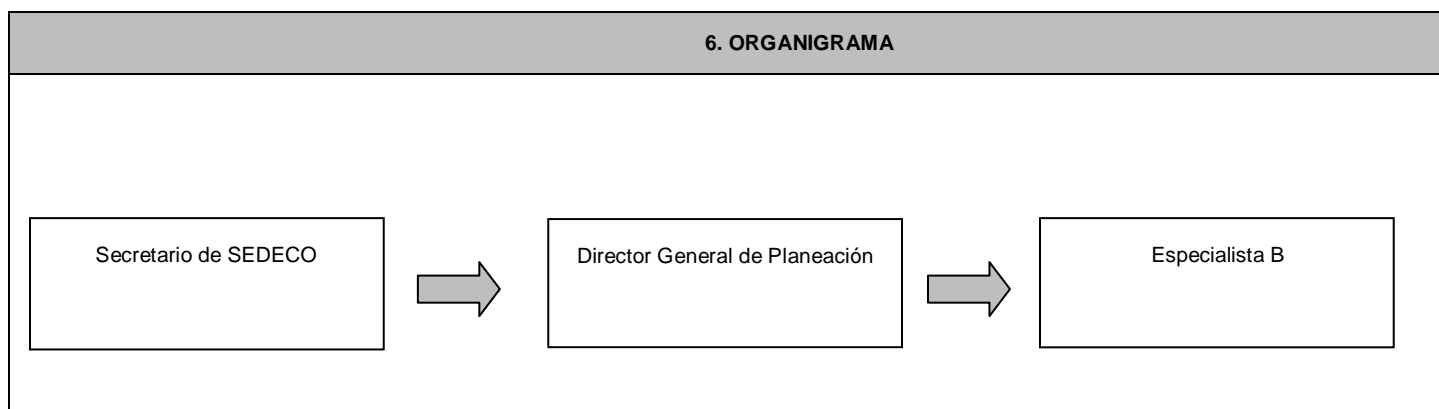 6. ORGANIGRAMA
Secretario de SEDECO
Director General de Planeación
Especialista B